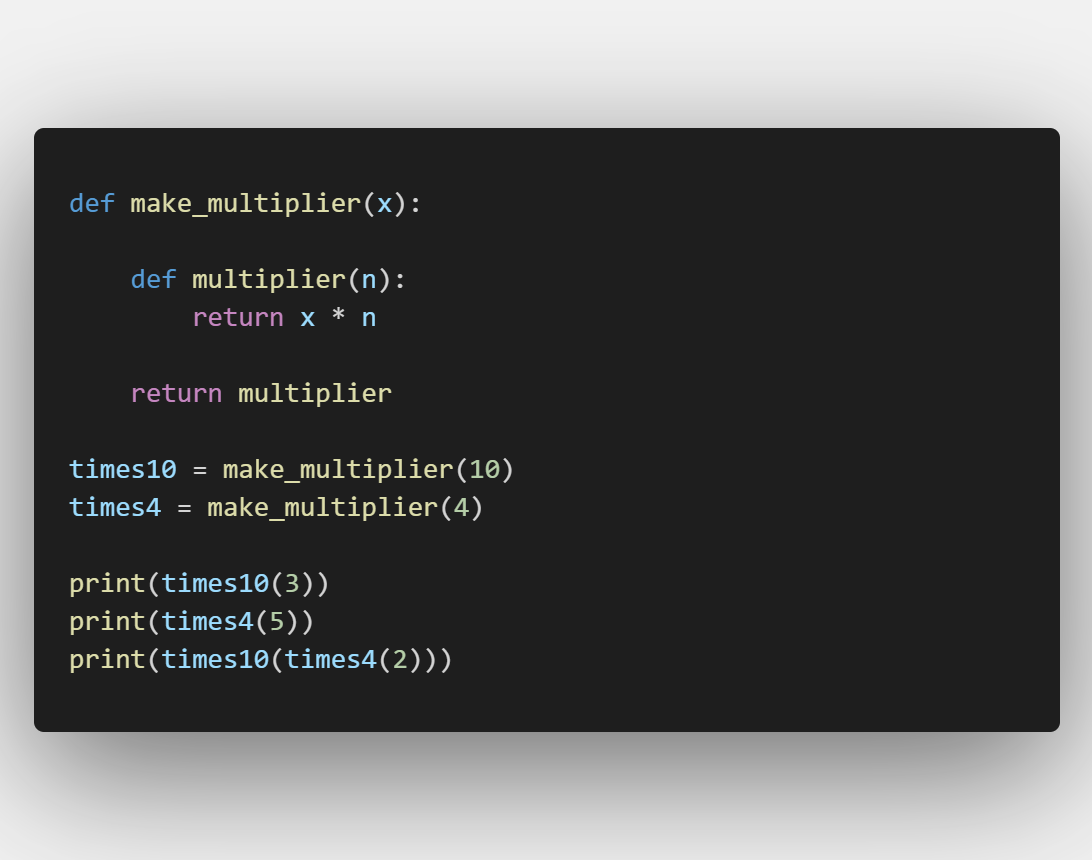 def make_multiplier(x):
    def multiplier(n):
        return x * n
    return multiplier
times10 = make_multiplier(10)
times4 = make_multiplier(4)
print(times10(3))
print(times4(5))
print(times10(times4(2)))